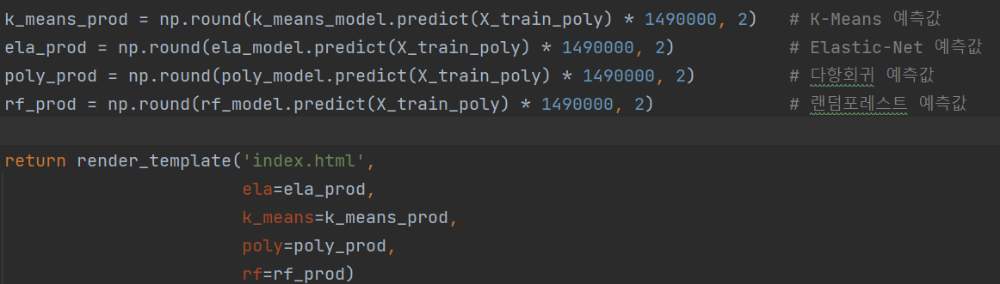 k_means_prod = np.round(k_means_model.predict(X_train_poly) * 1490000, 2)   # K-Means 예측값
ela_prod = np.round(ela_model.predict(X_train_poly) * 1490000, 2)           # Elastic-Net 예측값
poly_prod = np.round(poly_model.predict(X_train_poly) * 1490000, 2)         # 다항회귀 예측값
rf_prod = np.round(rf_model.predict(X_train_poly) * 1490000, 2)             # 랜덤포레스트 예측값
return render_template('index.html',
                       ela=ela_prod,
                       k_means=k_means_prod,
                       poly=poly_prod,
                       rf=rf_prod)